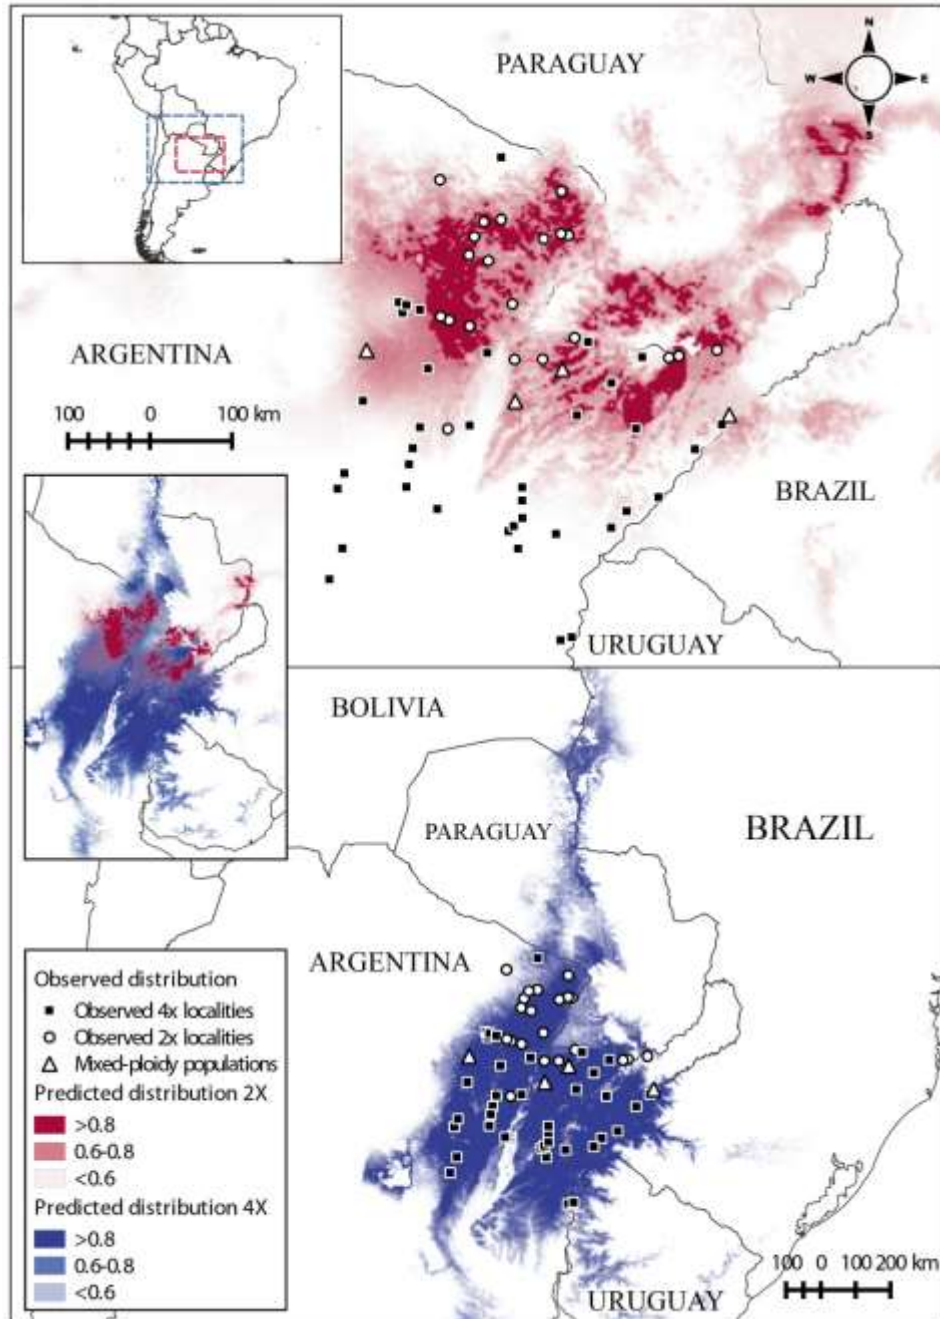 N
PARAGUAY
W
E
S
ARGENTINA
100 0 100 km
BRAZIL
URUGUAY
BOLIVIA
PARAGUAY
BRAZIL
ARGENTINA
Observed distribution
Observed 4x localities
Observed 2x localities
Mixed-ploidy populations
Predicted distribution 2X
>0.8
0.6-0.8
<0.6
Predicted distribution 4X
>0.8
0.6-0.8
<0.6
100 0 100 200 km
URUGUAY